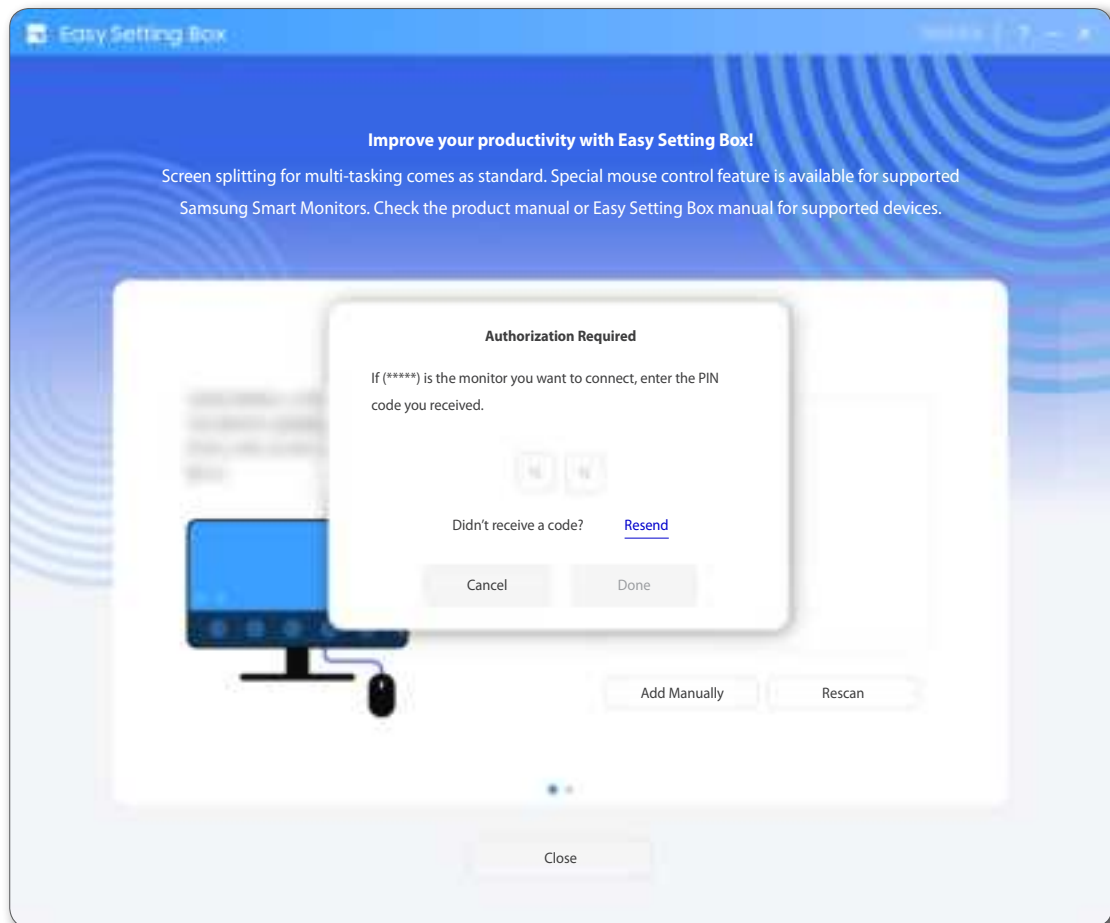 Easy Setting Box
?
Improve your productivity with Easy Setting Box!
Screen splitting for multi-tasking comes as standard. Special mouse control feature is available for supported
Samsung Smart Monitors. Check the product manual or Easy Setting Box manual for supported devices.
Authorization Required
If (*****) is the monitor you want to connect, enter the PIN
code you received.
Didn’t receive a code? Resend
Cancel Done
Add Manually Rescan
Close